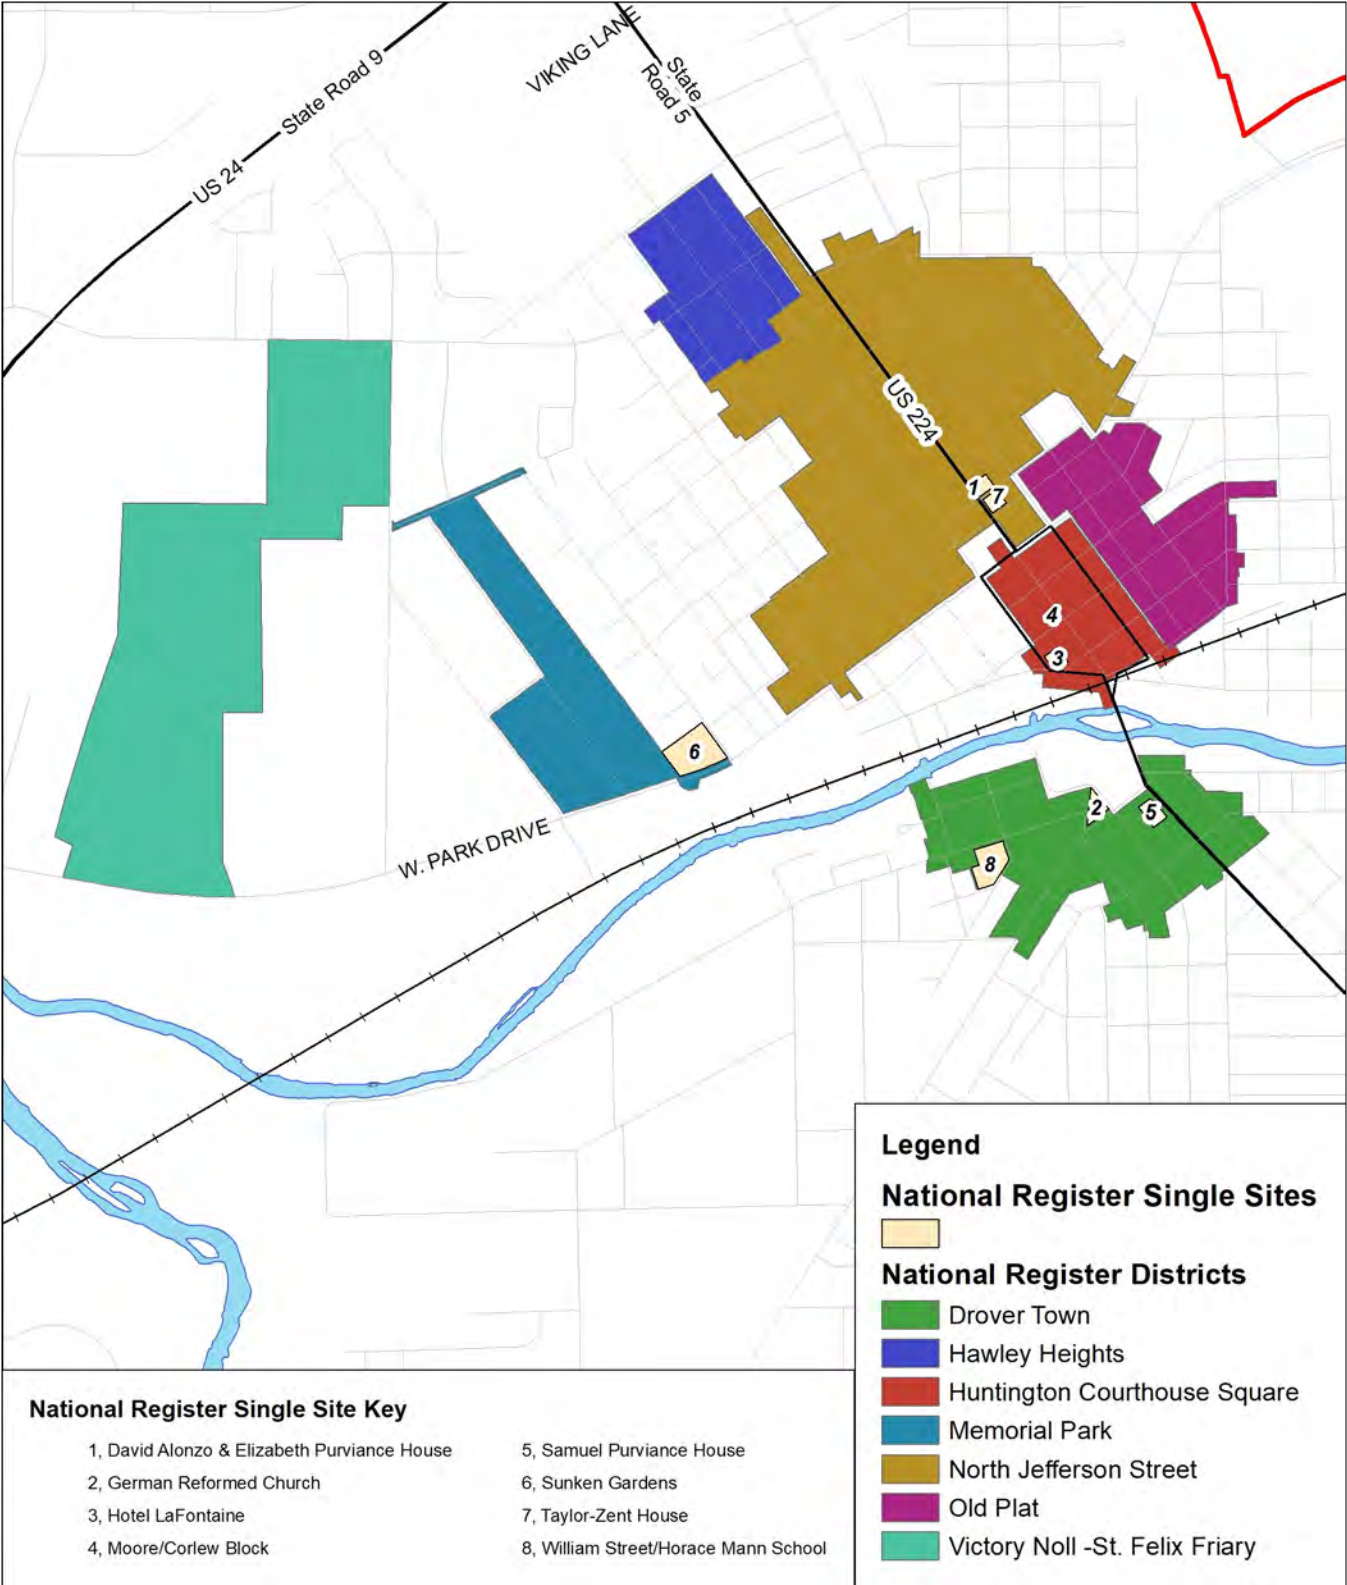 VIKING LANE
State
Road 5
State Road 9
US 24
US 224
1
7
4
3
6
2
5
8
W. PARK DRIVE
Legend
National Register Single Sites
National Register Districts
Drover Town
Hawley Heights
Huntington Courthouse Square
Memorial Park
North Jefferson Street
Old Plat
Victory Noll -St. Felix Friary
National Register Single Site Key
1, David Alonzo & Elizabeth Purviance House
2, German Reformed Church
3, Hotel LaFontaine
4, Moore/Corlew Block
5, Samuel Purviance House
6, Sunken Gardens
7, Taylor-Zent House
8, William Street/Horace Mann School